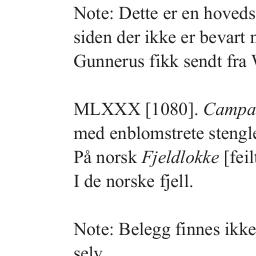 Note: Dette er en hoveds
siden der ikke er bevart
Gunnerus fikk sendt fra
MLXXX [1080]. Campa
med enblomstrete stengle
På norsk Fjeldlokke [feil
I de norske fjell.
Note: Belegg finnes ikke
selv